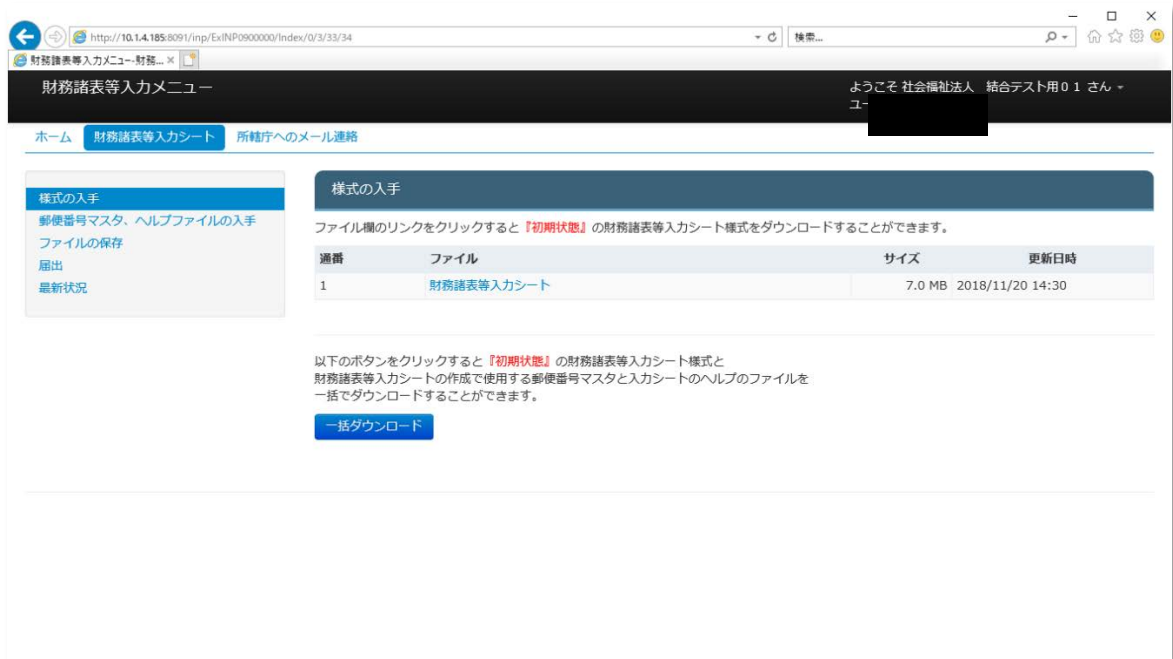 http://10.1.4.185:8091/inp/ExINP0900000/Index/0/3/33/34
検索...
財務諸表等入力メニュー-財務...
財務諸表等入力メニュー
ようこそ 社会福祉法人　結合テスト用０１ さん
ユー
ホーム
財務諸表等入力シート
所轄庁へのメール連絡
様式の入手
郵便番号マスタ、ヘルプファイルの入手
ファイルの保存
届出
最新状況
様式の入手
ファイル欄のリンクをクリックすると『初期状態』の財務諸表等入力シート様式をダウンロードすることができます。
通番 ファイル サイズ 更新日時
1 財務諸表等入力シート 7.0 MB 2018/11/20 14:30
以下のボタンをクリックすると『初期状態』の財務諸表等入力シート様式と
財務諸表等入力シートの作成で使用する郵便番号マスタと入力シートのヘルプのファイルを
一括でダウンロードすることができます。
一括ダウンロード